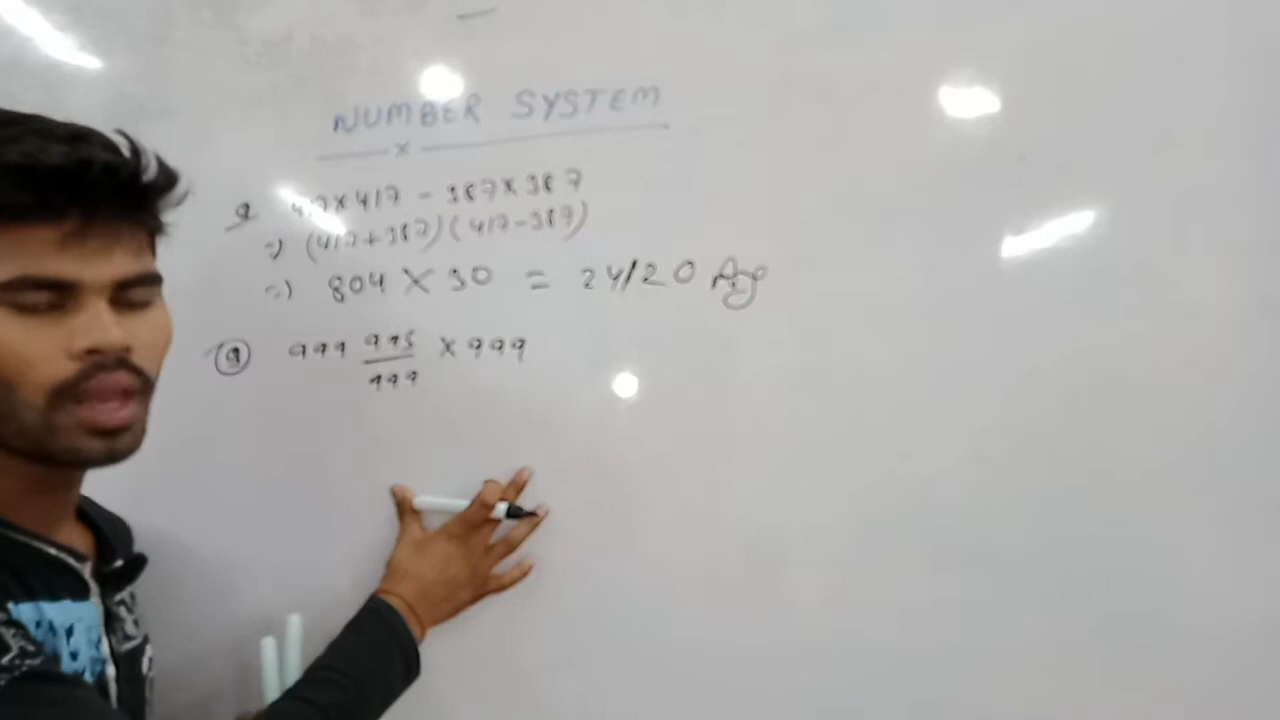 NUMBER SYSTEM
x
Q 417×417 - 387×387
=) (417+387)(417-387)
=) 804 × 30 = 24120 Ans
Q 999 995/999 × 999